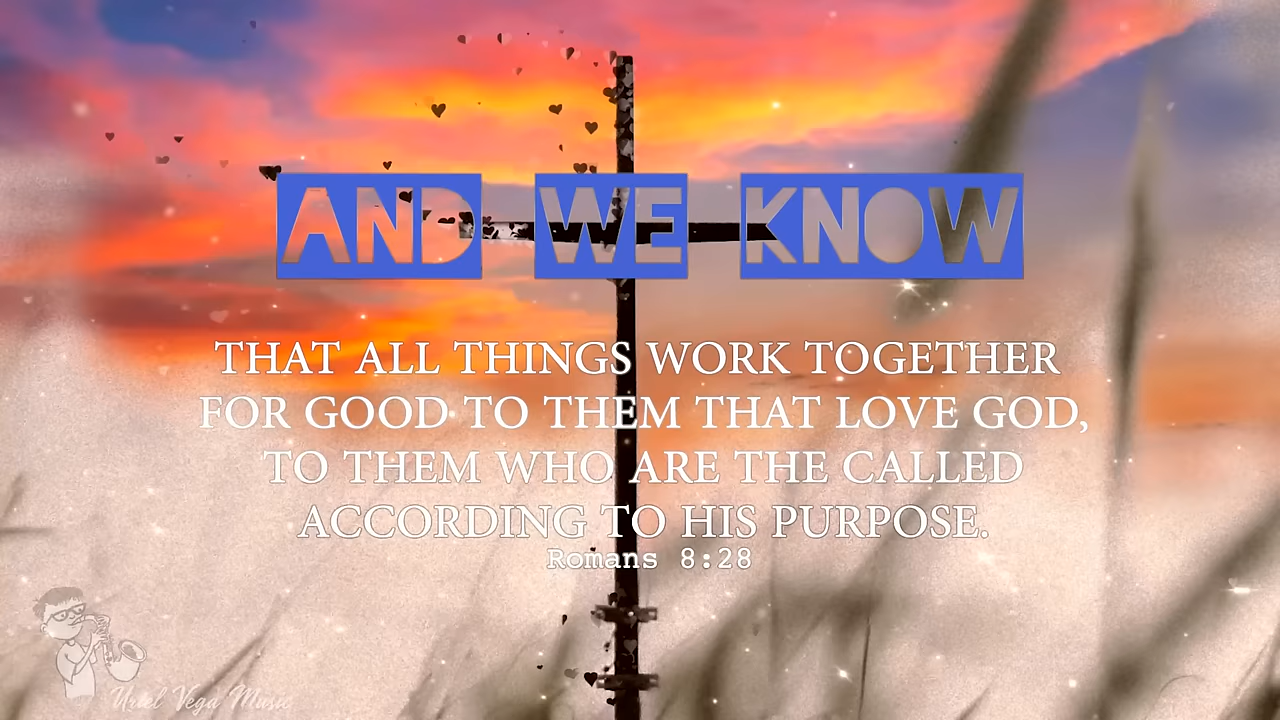 AND WE KNOW
THAT ALL THINGS WORK TOGETHER
FOR GOOD TO THEM THAT LOVE GOD,
TO THEM WHO ARE THE CALLED
ACCORDING TO HIS PURPOSE.
Romans 8:28
Uriel Vega Music